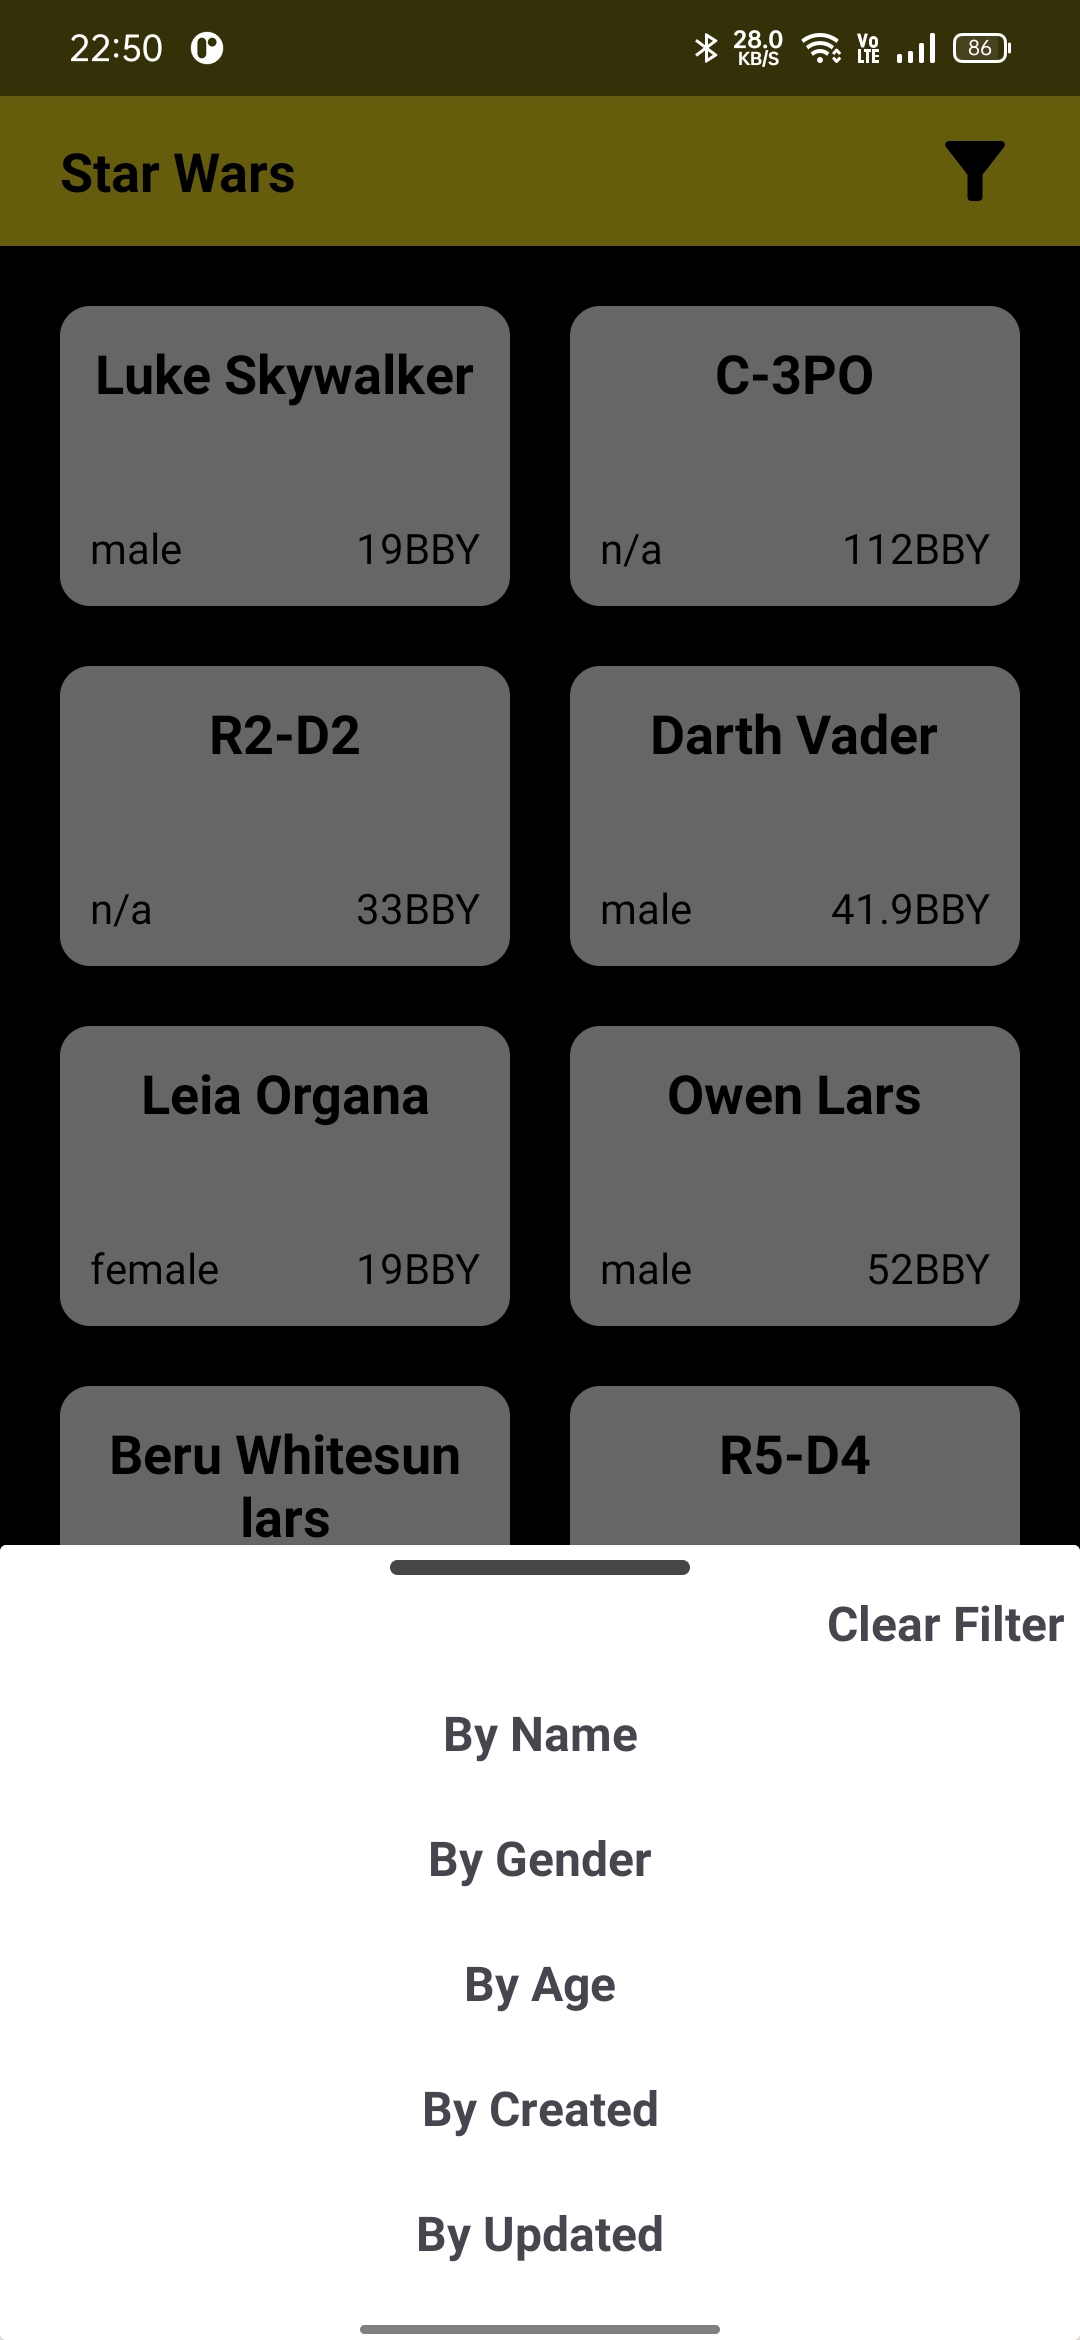 22:50
28.0
KB/S
Vo
LTE
86
Star Wars
Luke Skywalker
male 19BBY
C-3PO
n/a 112BBY
R2-D2
n/a 33BBY
Darth Vader
male 41.9BBY
Leia Organa
female 19BBY
Owen Lars
male 52BBY
Beru Whitesun
lars
R5-D4
Clear Filter
By Name
By Gender
By Age
By Created
By Updated